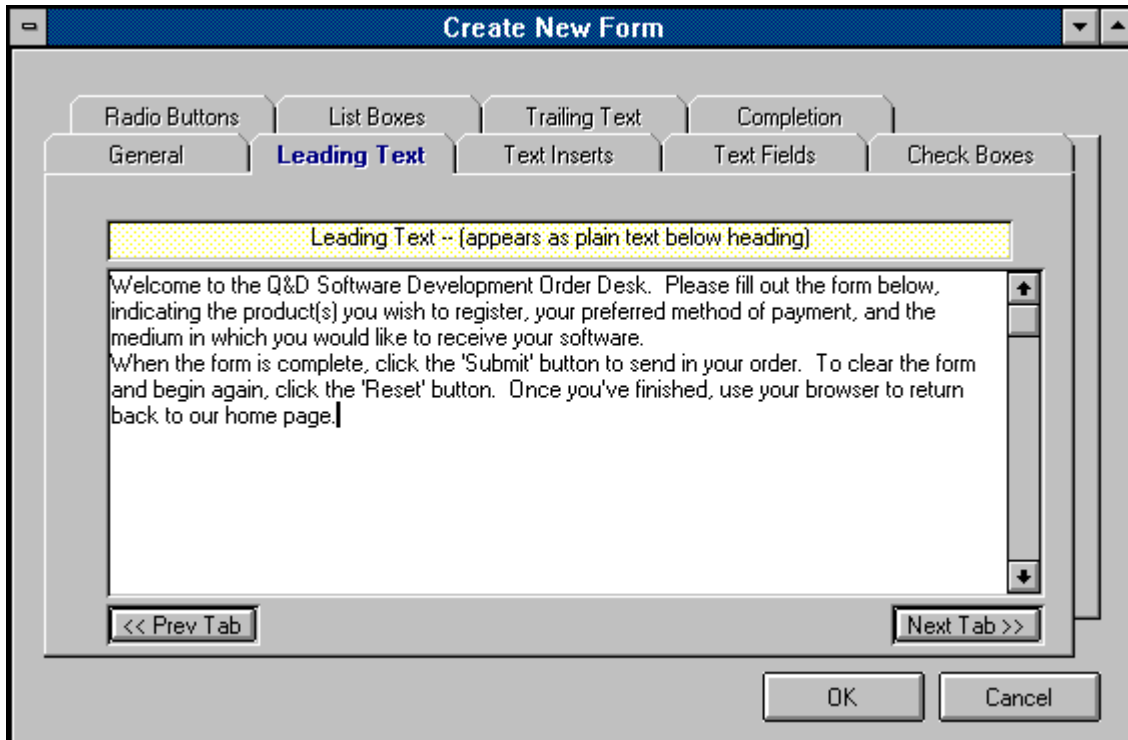 Create New Form
Radio Buttons List Boxes Trailing Text Completion
General Leading Text Text Inserts Text Fields Check Boxes
Leading Text -- (appears as plain text below heading)
Welcome to the Q&D Software Development Order Desk.  Please fill out the form below,
indicating the product(s) you wish to register, your preferred method of payment, and the
medium in which you would like to receive your software.
When the form is complete, click the 'Submit' button to send in your order.  To clear the form
and begin again, click the 'Reset' button.  Once you've finished, use your browser to return
back to our home page.
<< Prev Tab Next Tab >>
OK Cancel